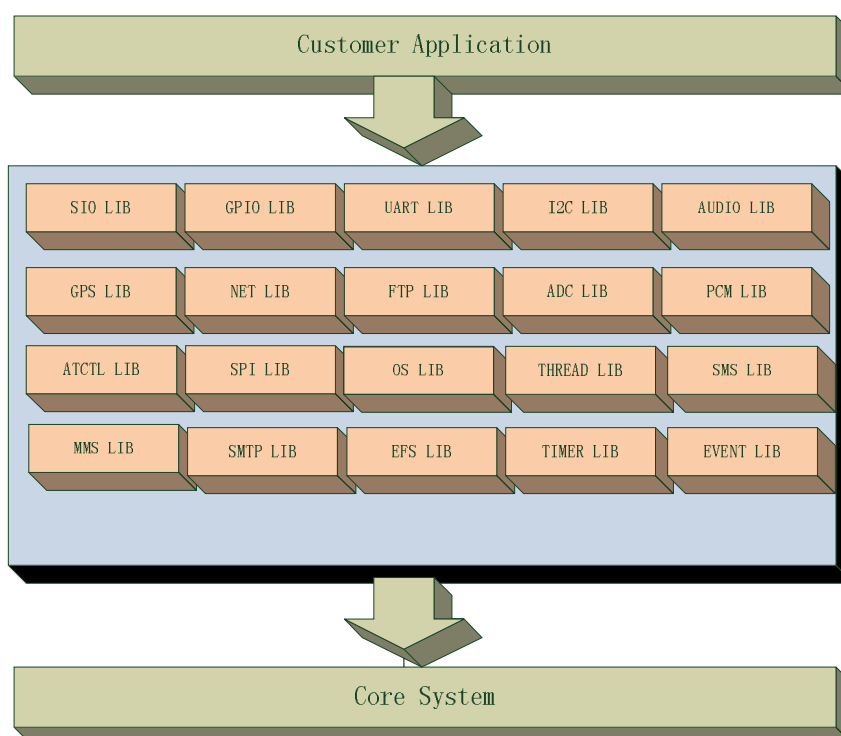 Customer Application
SIO LIB GPIO LIB UART LIB I2C LIB AUDIO LIB
GPS LIB NET LIB FTP LIB ADC LIB PCM LIB
ATCTL LIB SPI LIB OS LIB THREAD LIB SMS LIB
MMS LIB SMTP LIB EFS LIB TIMER LIB EVENT LIB
Core System